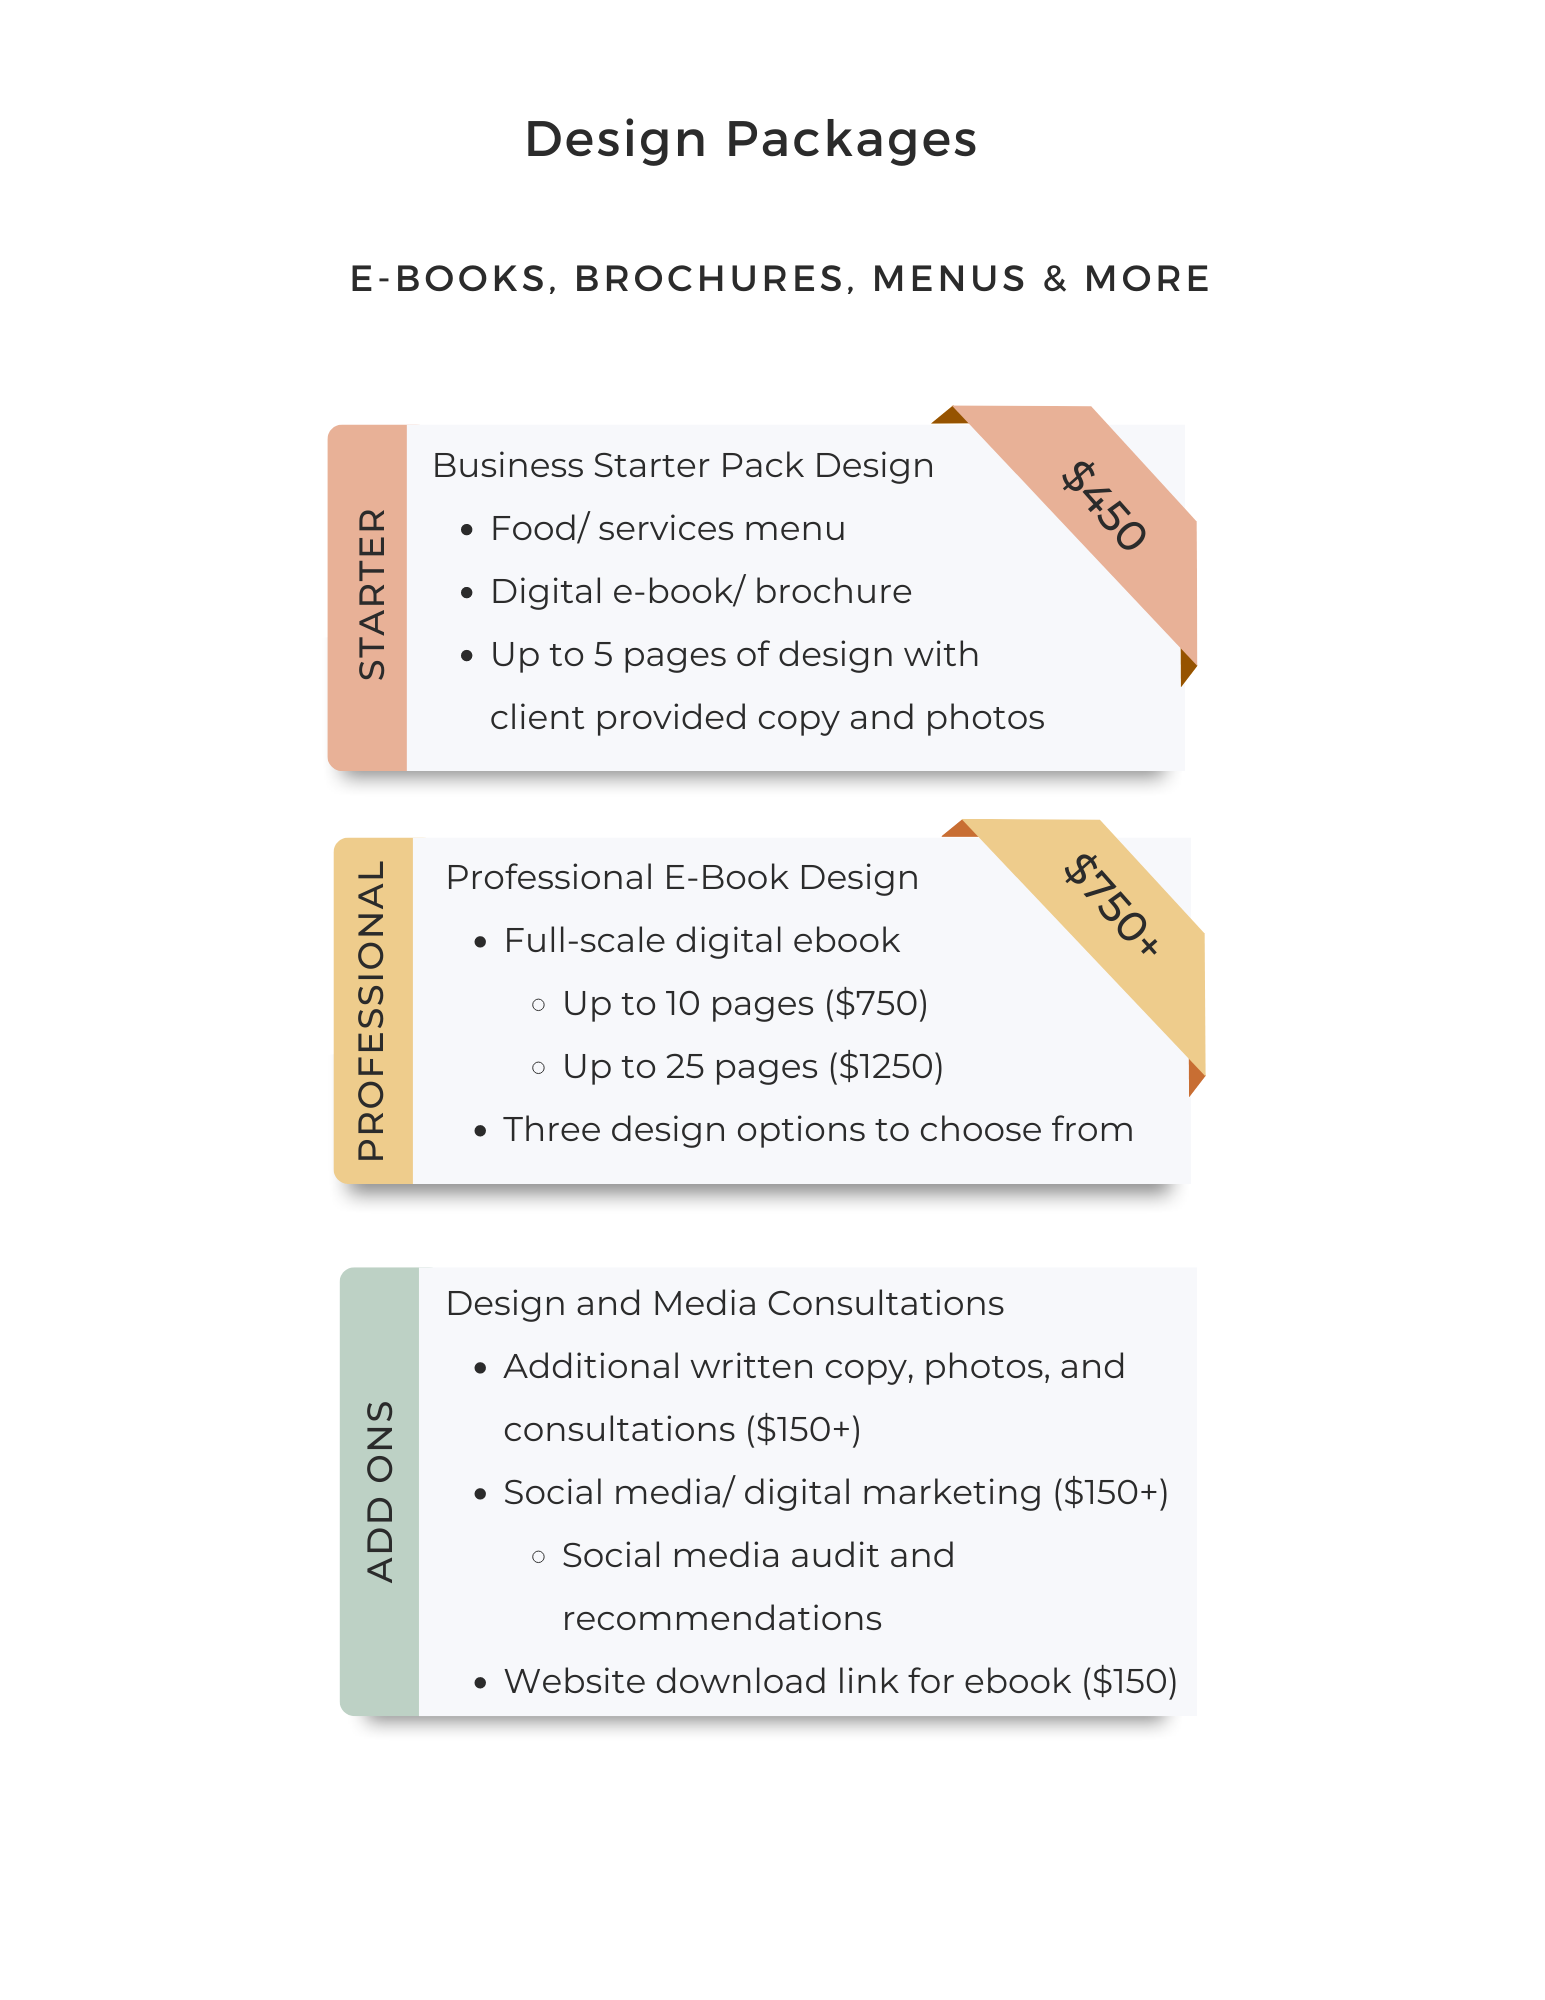 Design Packages
E-BOOKS, BROCHURES, MENUS & MORE
STARTER
Business Starter Pack Design
$450
• Food/ services menu
• Digital e-book/ brochure
• Up to 5 pages of design with
client provided copy and photos
PROFESSIONAL
Professional E-Book Design
$750+
• Full-scale digital ebook
○ Up to 10 pages ($750)
○ Up to 25 pages ($1250)
• Three design options to choose from
ADD ONS
Design and Media Consultations
• Additional written copy, photos, and
consultations ($150+)
• Social media/ digital marketing ($150+)
○ Social media audit and
recommendations
• Website download link for ebook ($150)